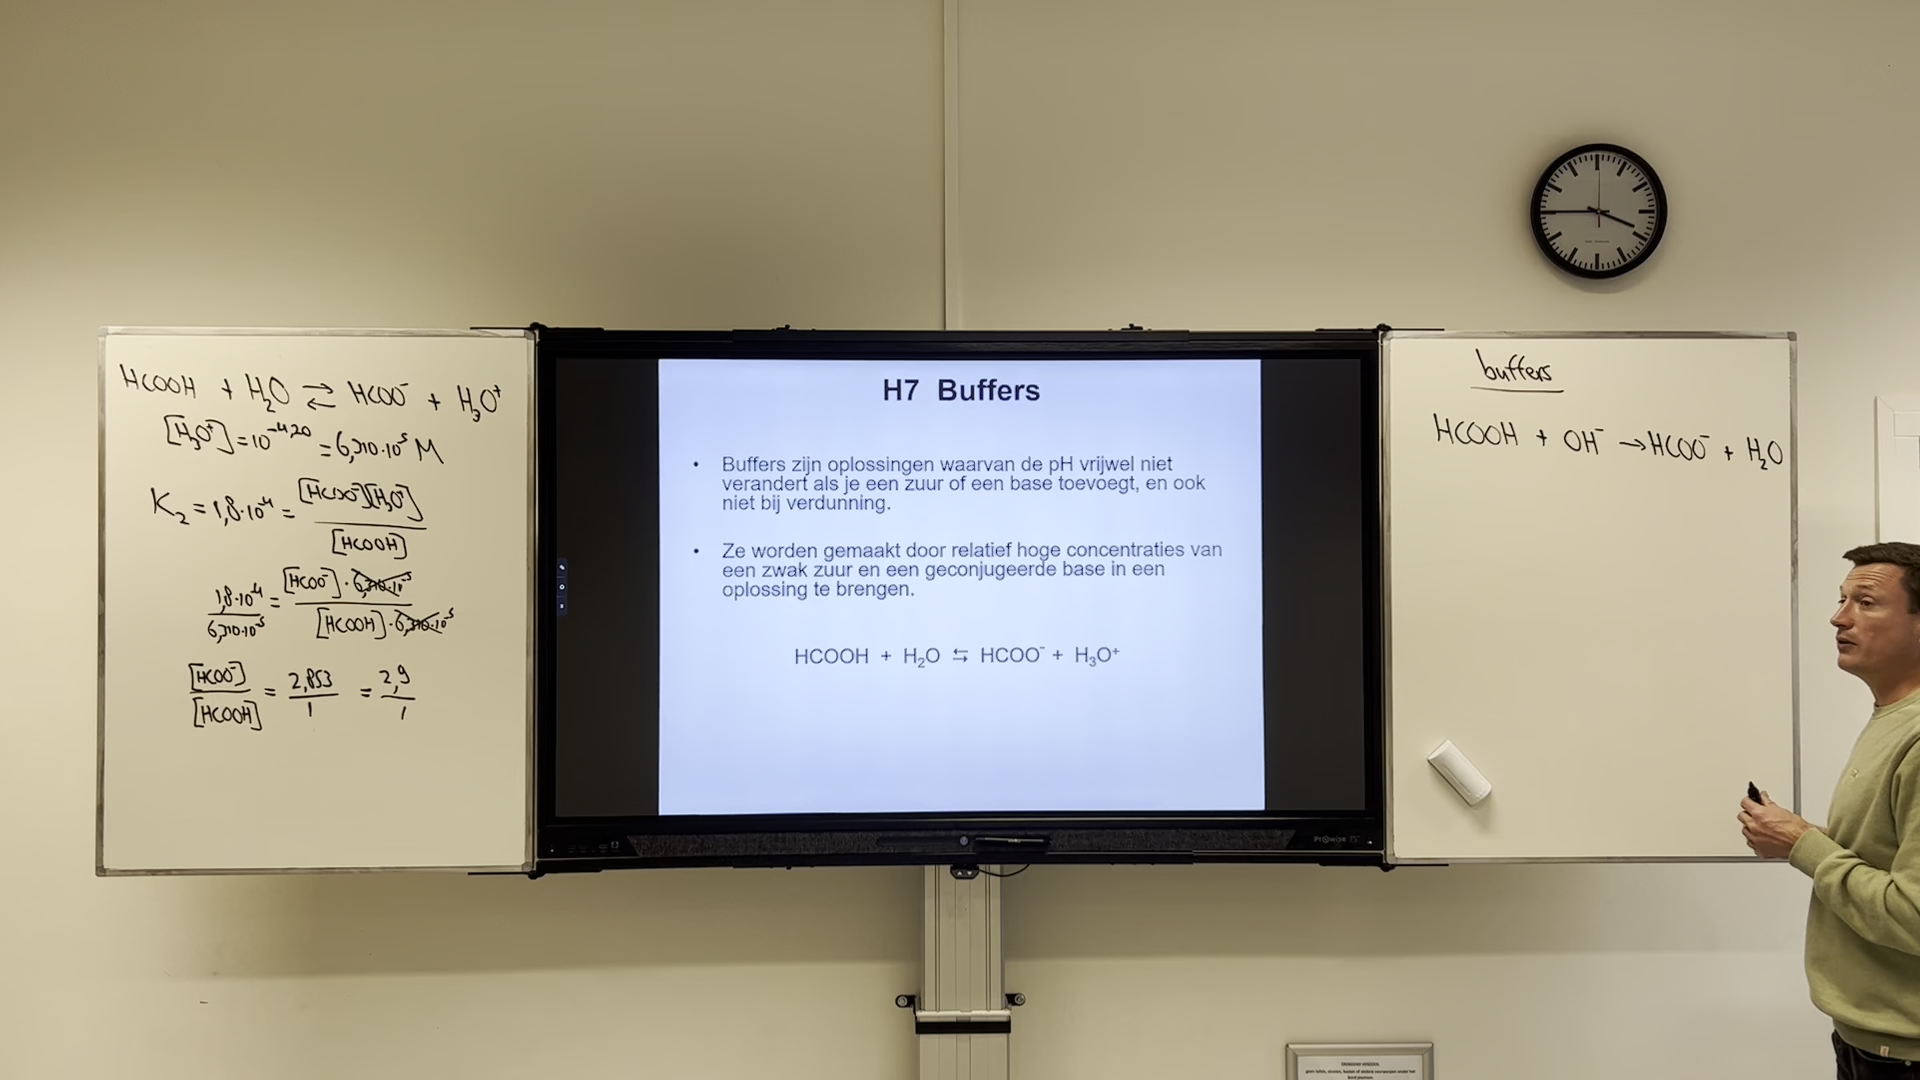 HCOOH + H₂O ⇄ HCOO⁻ + H₃O⁺
[H₃O⁺] = 10⁻⁴,²⁰ = 6,310·10⁻⁵ M
K₂ = 1,8·10⁻⁴ = [HCOO⁻][H₃O⁺]
[HCOOH]
1,8·10⁻⁴ = [HCOO⁻] · 6,310·10⁻⁵
6,310·10⁻⁵ [HCOOH] · 6,310·10⁻⁵
[HCOO⁻] = 2,853 = 2,9
[HCOOH] 1 1
H7 Buffers
• Buffers zijn oplossingen waarvan de pH vrijwel niet
verandert als je een zuur of een base toevoegt, en ook
niet bij verdunning.
• Ze worden gemaakt door relatief hoge concentraties van
een zwak zuur en een geconjugeerde base in een
oplossing te brengen.
HCOOH + H₂O ⇆ HCOO⁻ + H₃O⁺
Prowise
buffers
HCOOH + OH⁻ → HCOO⁻ + H₂O